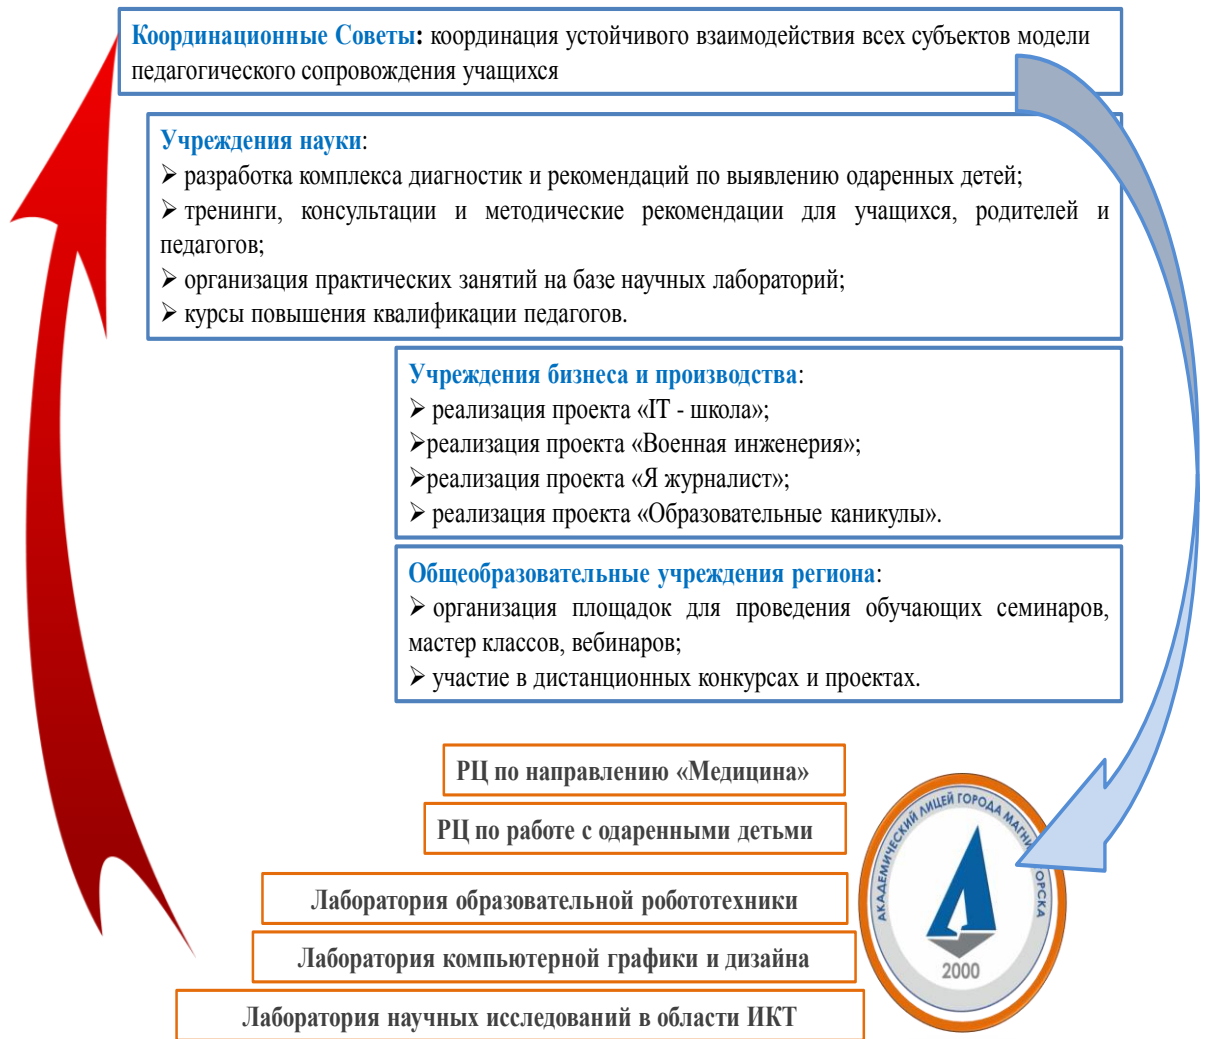 Координационные Советы: координация устойчивого взаимодействия всех субъектов модели
педагогического сопровождения учащихся
Учреждения науки:
➢ разработка комплекса диагностик и рекомендаций по выявлению одаренных детей;
➢ тренинги, консультации и методические рекомендации для учащихся, родителей и
педагогов;
➢ организация практических занятий на базе научных лабораторий;
➢ курсы повышения квалификации педагогов.
Учреждения бизнеса и производства:
➢ реализация проекта «IT - школа»;
➢реализация проекта «Военная инженерия»;
➢реализация проекта «Я журналист»;
➢ реализация проекта «Образовательные каникулы».
Общеобразовательные учреждения региона:
➢ организация площадок для проведения обучающих семинаров,
мастер классов, вебинаров;
➢ участие в дистанционных конкурсах и проектах.
РЦ по направлению «Медицина»
РЦ по работе с одаренными детьми
Лаборатория образовательной робототехники
Лаборатория компьютерной графики и дизайна
Лаборатория научных исследований в области ИКТ
АКАДЕМИЧЕСКИЙ ЛИЦЕЙ ГОРОДА
2000